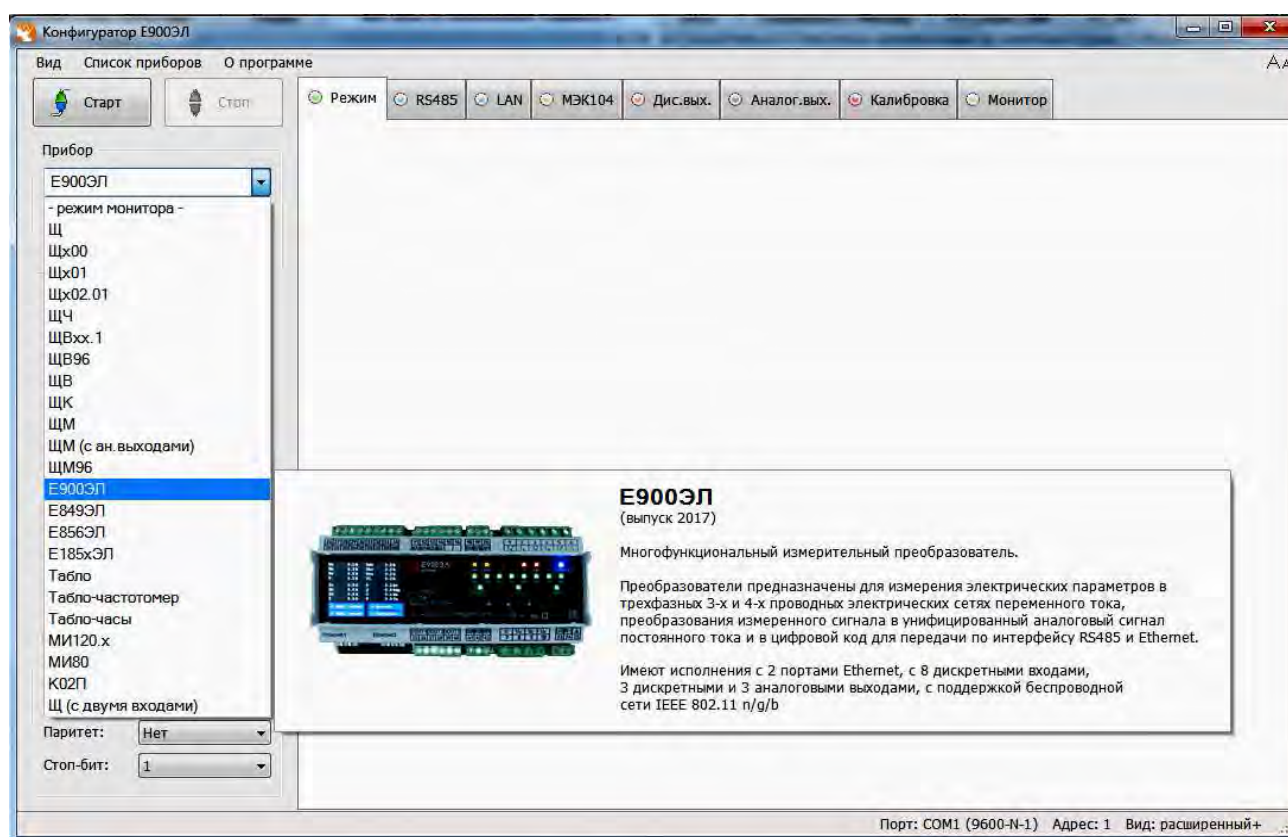 Конфигуратор Е900ЭЛ
Вид Список приборов О программе
Старт Стоп
Режим RS485 LAN МЭК104 Дис.вых. Аналог.вых. Калибровка Монитор
Прибор
Е900ЭЛ
- режим монитора -
Щ
Щх00
Щх01
Щх02.01
ЩЧ
ЩВхх.1
ЩВ96
ЩВ
ЩК
ЩМ
ЩМ (с ан.выходами)
ЩМ96
Е900ЭЛ
Е849ЭЛ
Е856ЭЛ
Е185хЭЛ
Табло
Табло-частотомер
Табло-часы
МИ120.х
МИ80
К02П
Щ (с двумя входами)
Паритет: Нет
Стоп-бит: 1
Е900ЭЛ
(выпуск 2017)
Многофункциональный измерительный преобразователь.
Преобразователи предназначены для измерения электрических параметров в
трехфазных 3-х и 4-х проводных электрических сетях переменного тока,
преобразования измеренного сигнала в унифицированный аналоговый сигнал
постоянного тока и в цифровой код для передачи по интерфейсу RS485 и Ethernet.
Имеют исполнения с 2 портами Ethernet, с 8 дискретными входами,
3 дискретными и 3 аналоговыми выходами, с поддержкой беспроводной
сети IEEE 802.11 n/g/b
Порт: COM1 (9600-N-1) Адрес: 1 Вид: расширенный+